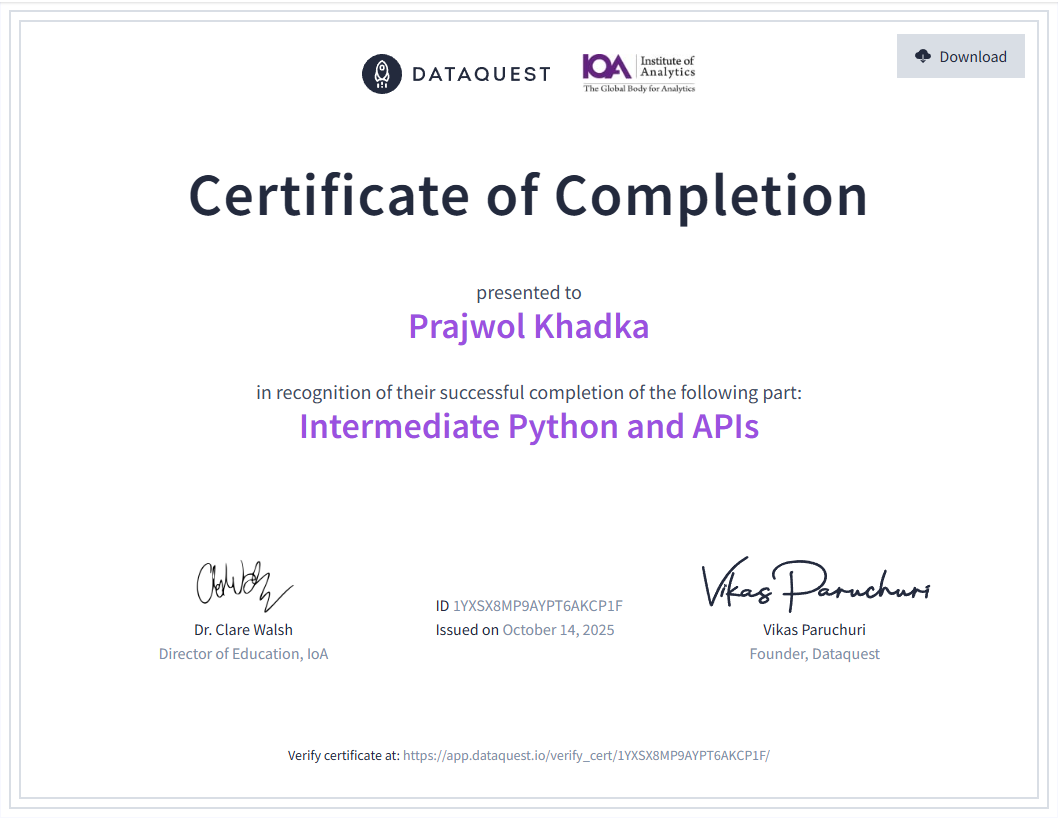 DATAQUEST
IOA Institute of Analytics
The Global Body for Analytics
Download
Certificate of Completion
presented to
Prajwol Khadka
in recognition of their successful completion of the following part:
Intermediate Python and APIs
Vikas Paruchuri
Dr. Clare Walsh
Director of Education, IoA
ID 1YXSX8MP9AYPT6AKCP1F
Issued on October 14, 2025
Vikas Paruchuri
Founder, Dataquest
Verify certificate at: https://app.dataquest.io/verify_cert/1YXSX8MP9AYPT6AKCP1F/